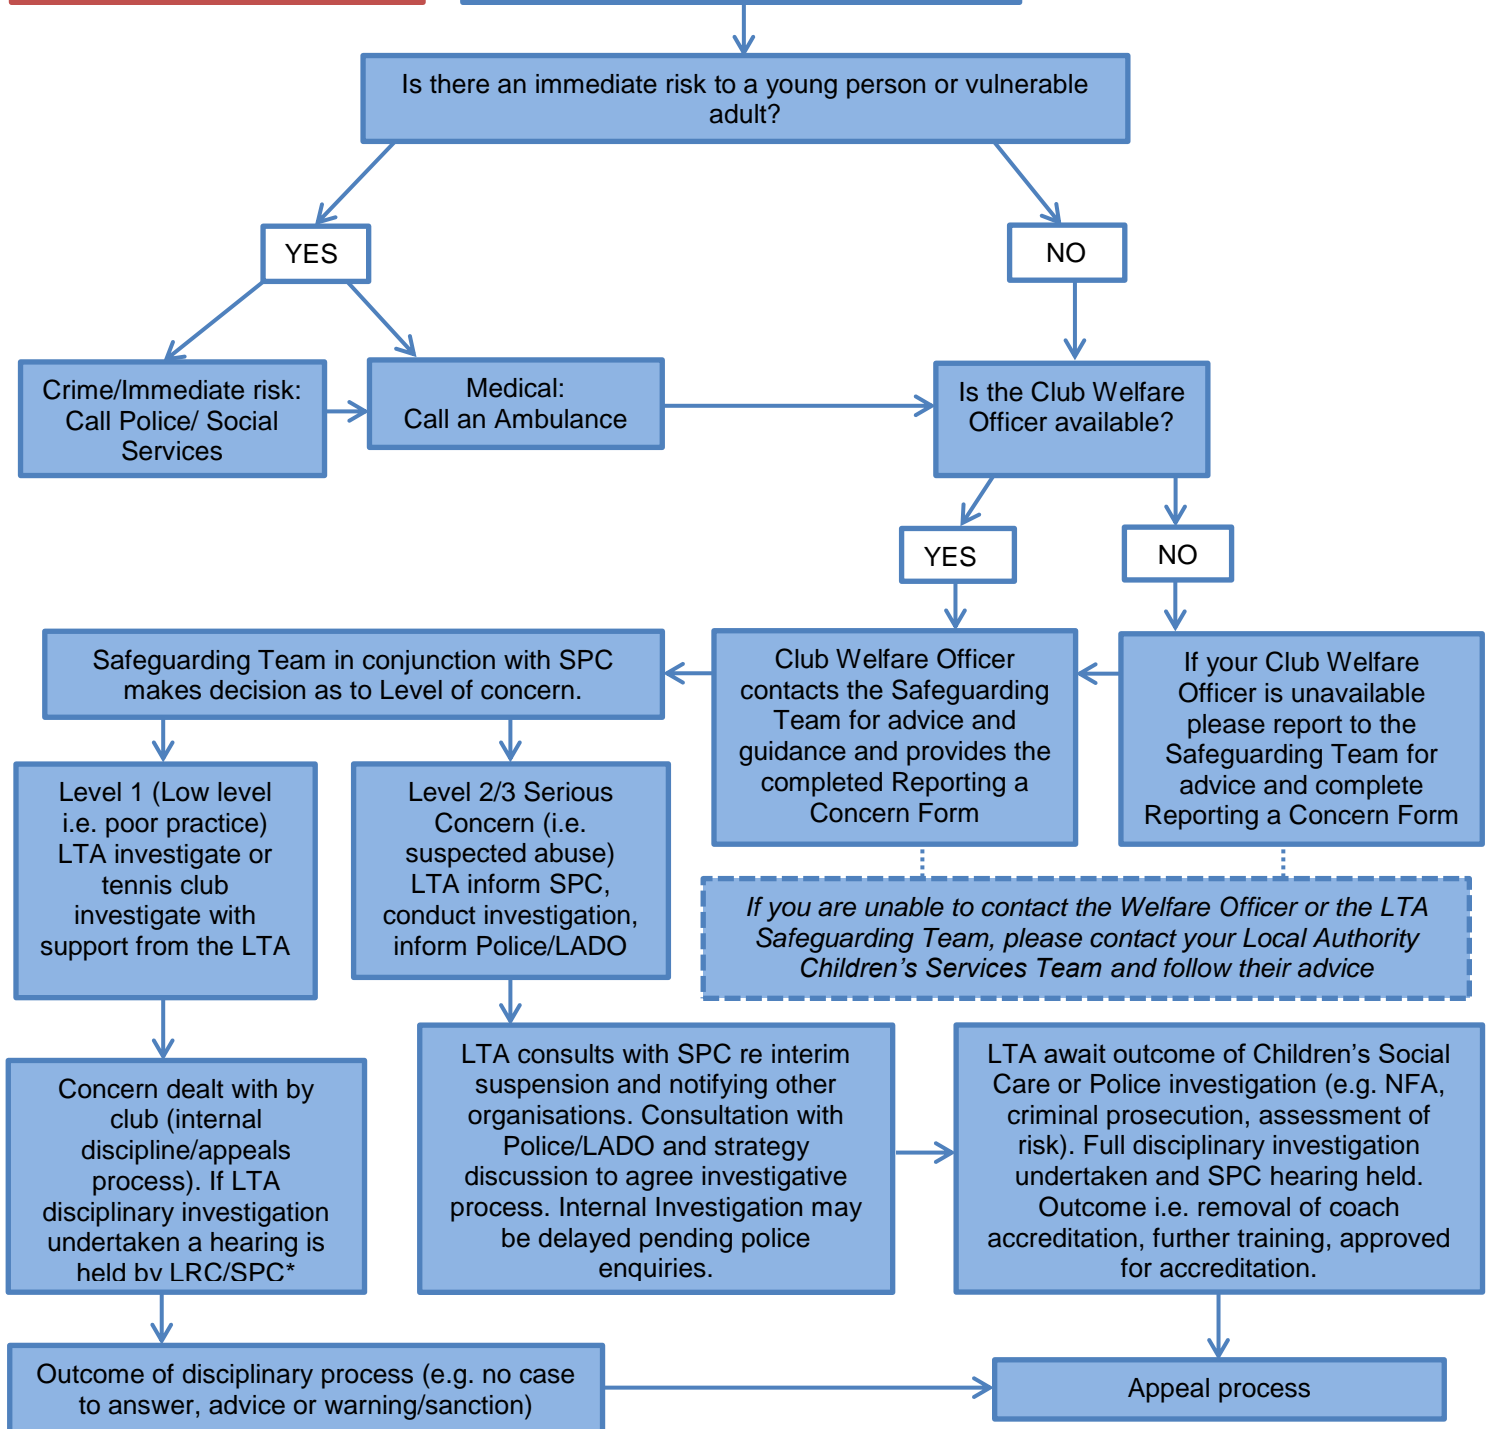 Is there an immediate risk to a young person or vulnerable
adult?
YES
NO
Crime/Immediate risk:
Call Police/ Social
Services
Medical:
Call an Ambulance
Is the Club Welfare
Officer available?
YES
NO
Safeguarding Team in conjunction with SPC
makes decision as to Level of concern.
Club Welfare Officer
contacts the Safeguarding
Team for advice and
guidance and provides the
completed Reporting a
Concern Form
If your Club Welfare
Officer is unavailable
please report to the
Safeguarding Team for
advice and complete
Reporting a Concern Form
Level 1 (Low level
i.e. poor practice)
LTA investigate or
tennis club
investigate with
support from the LTA
Level 2/3 Serious
Concern (i.e.
suspected abuse)
LTA inform SPC,
conduct investigation,
inform Police/LADO
If you are unable to contact the Welfare Officer or the LTA
Safeguarding Team, please contact your Local Authority
Children’s Services Team and follow their advice
Concern dealt with by
club (internal
discipline/appeals
process). If LTA
disciplinary investigation
undertaken a hearing is
held by LRC/SPC*
LTA consults with SPC re interim
suspension and notifying other
organisations. Consultation with
Police/LADO and strategy
discussion to agree investigative
process. Internal Investigation may
be delayed pending police
enquiries.
LTA await outcome of Children’s Social
Care or Police investigation (e.g. NFA,
criminal prosecution, assessment of
risk). Full disciplinary investigation
undertaken and SPC hearing held.
Outcome i.e. removal of coach
accreditation, further training, approved
for accreditation.
Outcome of disciplinary process (e.g. no case
to answer, advice or warning/sanction)
Appeal process